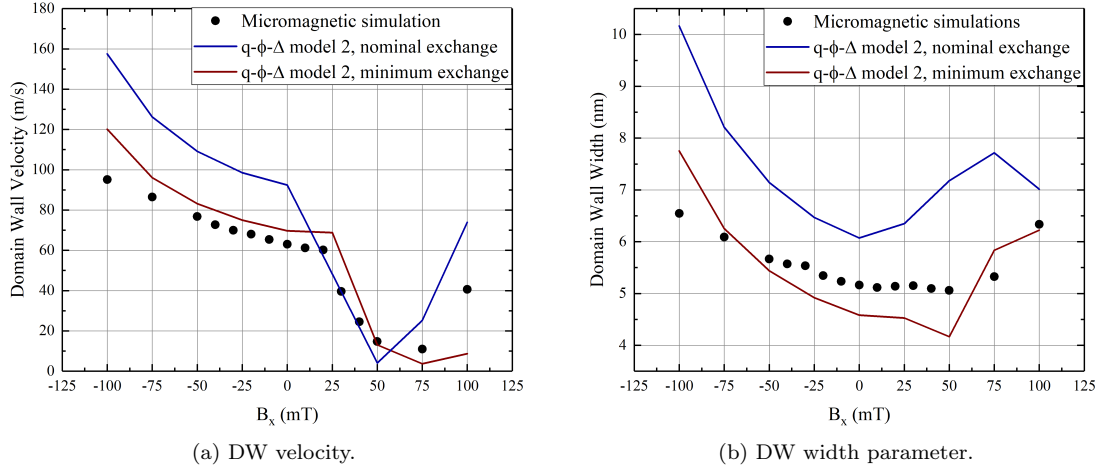 180
160
140
120
100
80
60
40
20
0
-125 -100 -75 -50 -25 0 25 50 75 100 125
Domain Wall Velocity (m/s)
Bx (mT)
Micromagnetic simulation
q-ϕ-Δ model 2, nominal exchange
q-ϕ-Δ model 2, minimum exchange
(a) DW velocity.
10
9
8
7
6
5
4
-125 -100 -75 -50 -25 0 25 50 75 100 125
Domain Wall Width (nm)
Bx (mT)
Micromagnetic simulations
q-ϕ-Δ model 2, nominal exchange
q-ϕ-Δ model 2, minimum exchange
(b) DW width parameter.